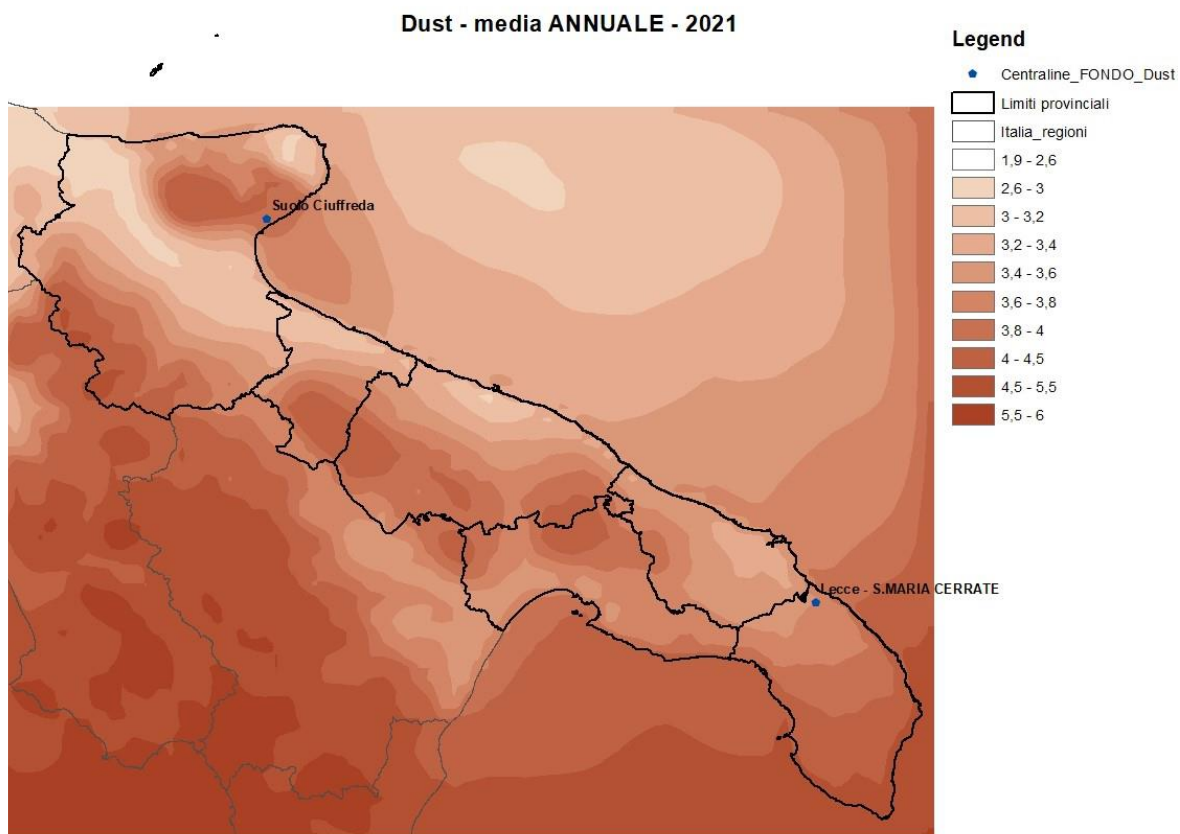 Dust - media ANNUALE - 2021
Legend
Centraline_FONDO_Dust
Limiti provinciali
Italia_regioni
1,9 - 2,6
2,6 - 3
3 - 3,2
3,2 - 3,4
3,4 - 3,6
3,6 - 3,8
3,8 - 4
4 - 4,5
4,5 - 5,5
5,5 - 6
Suolo Ciuffreda
Lecce - S.MARIA CERRATE